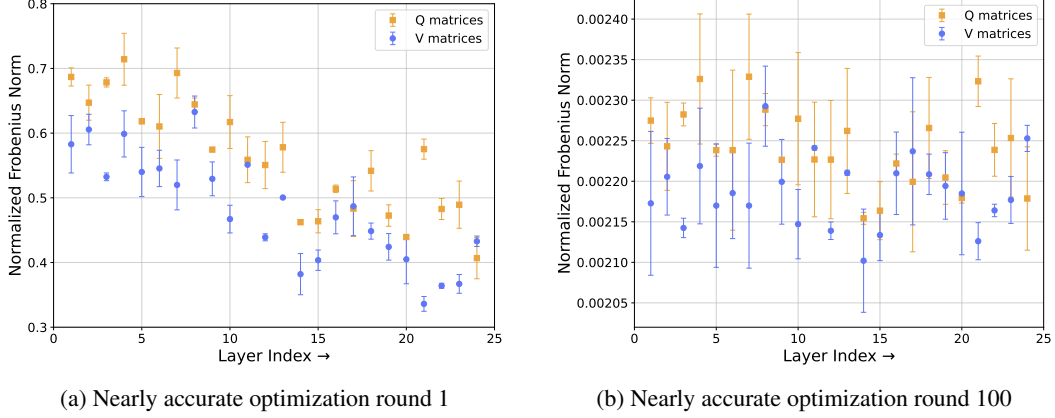 0.8
0.7
0.6
0.5
0.4
0.3
Normalized Frobenius Norm
Q matrices
V matrices
0
5
10
15
20
25
Layer Index →
(a) Nearly accurate optimization round 1
0.00240
0.00235
0.00230
0.00225
0.00220
0.00215
0.00210
0.00205
Normalized Frobenius Norm
Q matrices
V matrices
0
5
10
15
20
25
Layer Index →
(b) Nearly accurate optimization round 100